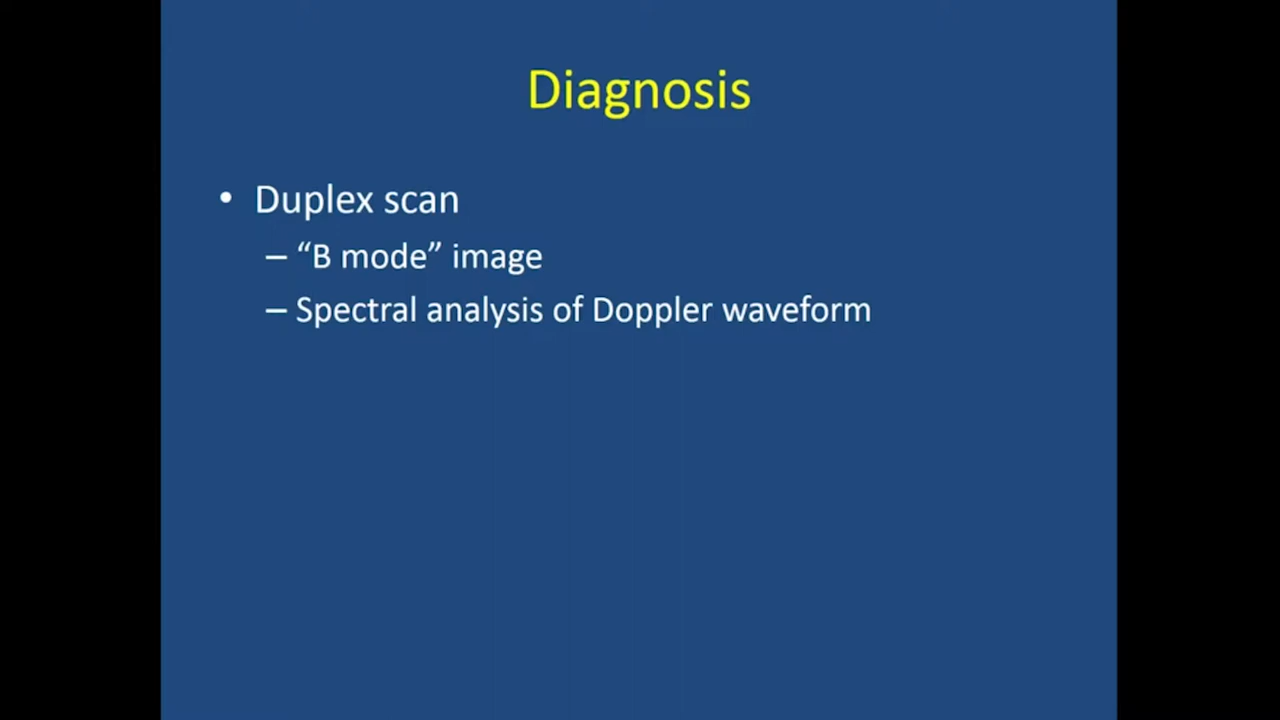 Diagnosis
• Duplex scan
– “B mode” image
– Spectral analysis of Doppler waveform